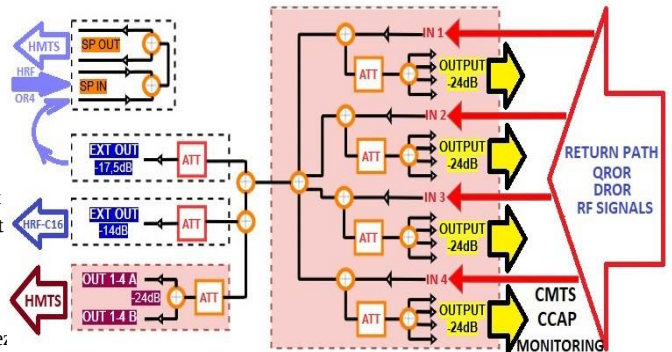 HMTS
SP OUT
HRF
SP IN
OR4
EXT OUT
-17,5dB
ATT
EXT OUT
-14dB
ATT
HRF-C16
HMTS
OUT 1-4 A
-24dB
OUT 1-4 B
ATT
IN 1
ATT
OUTPUT
-24dB
IN 2
ATT
OUTPUT
-24dB
IN 3
ATT
OUTPUT
-24dB
IN 4
ATT
OUTPUT
-24dB
RETURN PATH
QROR
DROR
RF SIGNALS
CMTS
CCAP
MONITORING
t
t
ez